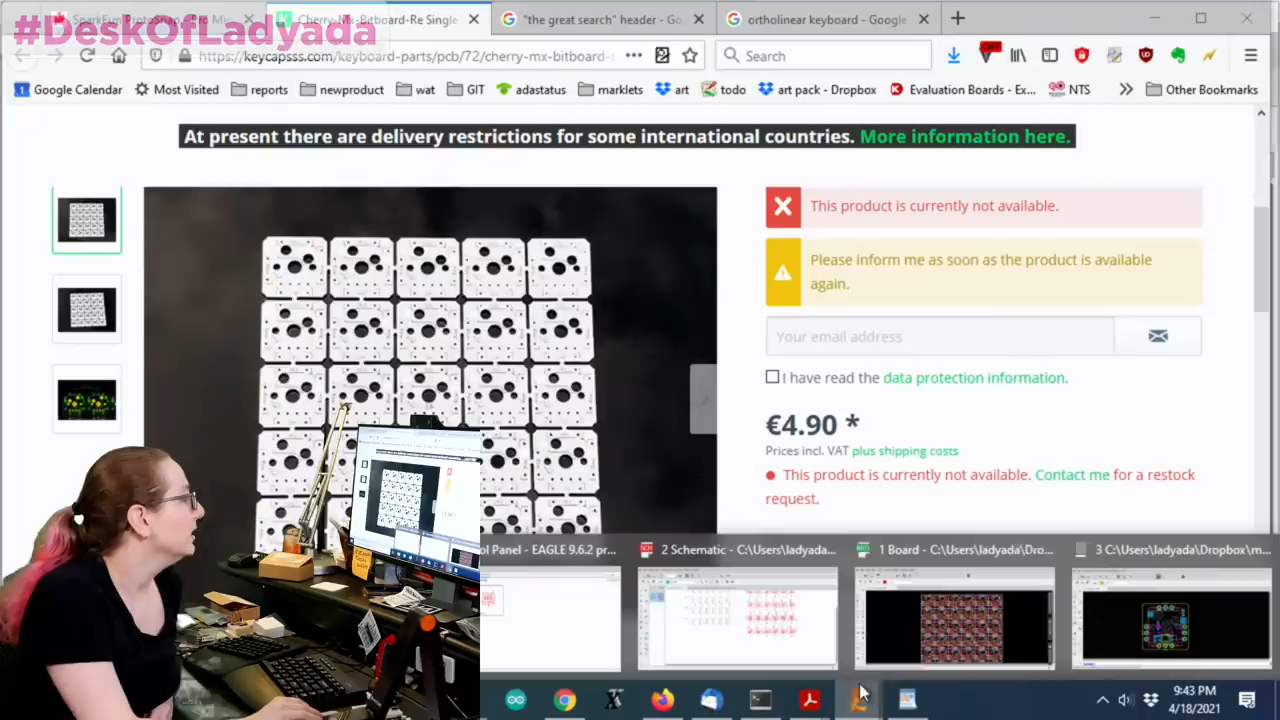 #DeskOfLadyada
SparkFun ProtoSnap - Pro Mi
Cherry-Mx-Bitboard-Re Single
"the great search" header - Go
ortholinear keyboard - Google
https://keycapsss.com/keyboard-parts/pcb/72/cherry-mx-bitboard-
Search
OFF
Google Calendar
Most Visited
reports
newproduct
wat
GIT
adastatus
marklets
art
todo
art pack - Dropbox
Evaluation Boards - Ex...
NTS
Other Bookmarks
At present there are delivery restrictions for some international countries. More information here.
This product is currently not available.
Please inform me as soon as the product is available
again.
Your email address
I have read the data protection information.
€4.90 *
Prices incl. VAT plus shipping costs
This product is currently not available. Contact me for a restock
request.
ol Panel - EAGLE 9.6.2 pr...
2 Schematic - C:\Users\ladyada...
1 Board - C:\Users\ladyada\Dro...
3 C:\Users\ladyada\Dropbox\m...
9:43 PM
4/18/2021